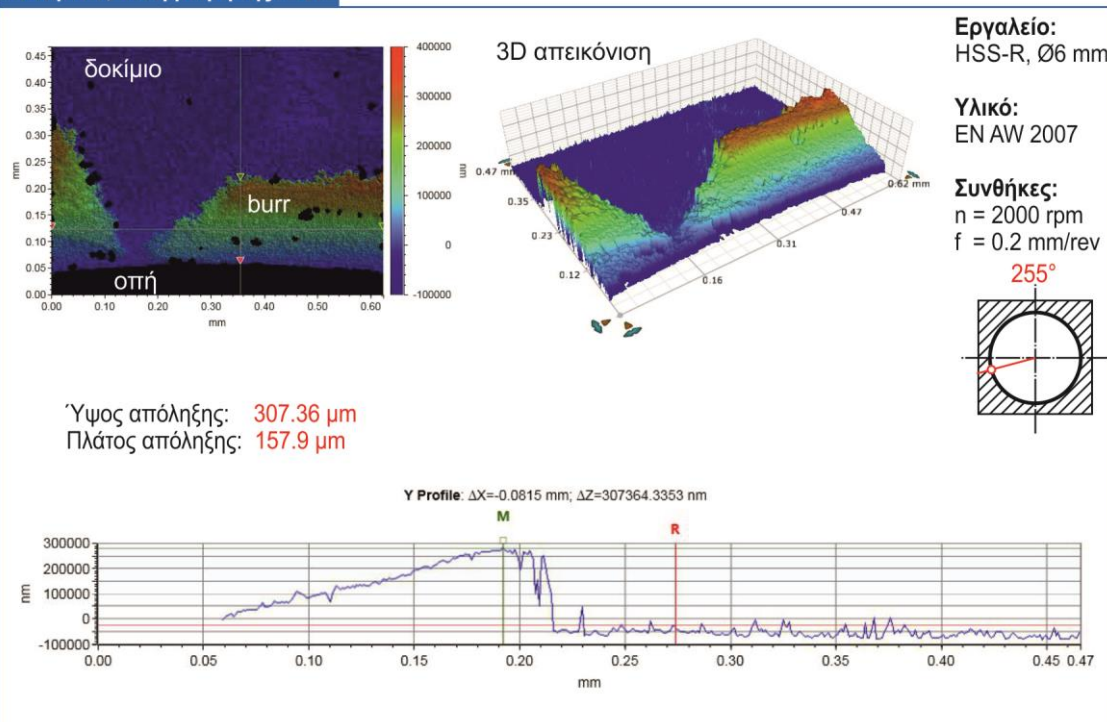 δοκίμιο
burr
οπή
0.45
0.40
0.35
0.30
0.25
0.20
0.15
0.10
0.05
0.00
mm
0.00 0.10 0.20 0.30 0.40 0.50 0.60
mm
400000
300000
200000
100000
0
-100000
nm
3D απεικόνιση
0.47 mm
0.35
0.23
0.12
0.16
0.31
0.47
0.62 mm
Εργαλείο:
HSS-R, Ø6 mm
Υλικό:
EN AW 2007
Συνθήκες:
n = 2000 rpm
f = 0.2 mm/rev
255°
Ύψος απόληξης: 307.36 μm
Πλάτος απόληξης: 157.9 μm
Y Profile: ΔX=-0.0815 mm; ΔZ=307364.3353 nm
M
R
300000
200000
100000
0
-100000
nm
0.00 0.05 0.10 0.15 0.20 0.25 0.30 0.35 0.40 0.45 0.47
mm